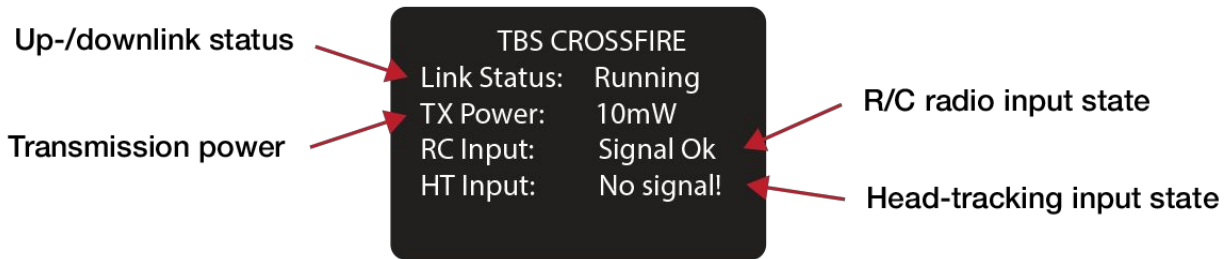 Up-/downlink status
Transmission power
TBS CROSSFIRE
Link Status: Running
TX Power: 10mW
RC Input: Signal Ok
HT Input: No signal!
R/C radio input state
Head-tracking input state